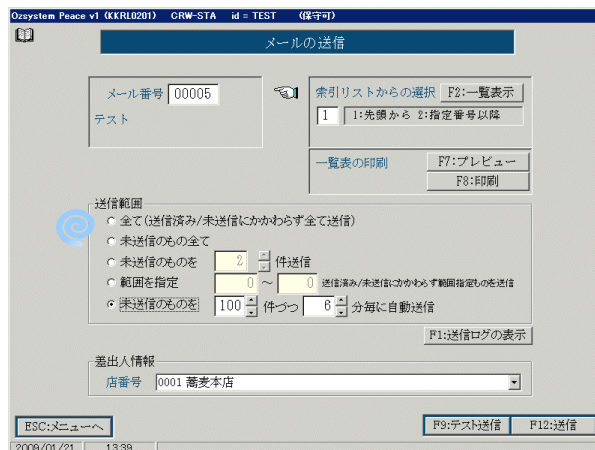 Ozsystem Peace v1 (KKRL0201) CRW-STA id = TEST (保守可)
メールの送信
メール番号 00005
テスト
索引リストからの選択 F2:一覧表示
1 1:先頭から 2:指定番号以降
一覧表の印刷 F7:プレビュー
F8:印刷
送信範囲
全て(送信済み/未送信にかかわらず全て送信)
未送信のもの全て
未送信のものを 2 件送信
範囲を指定 0 ～ 0 送信済み/未送信にかかわらず範囲指定ものを送信
未送信のものを 100 件づつ 6 分毎に自動送信
F1:送信ログの表示
差出人情報
店番号 0001 蕎麦本店
ESC:メニューへ F9:テスト送信 F12:送信
2009/01/21 13:39